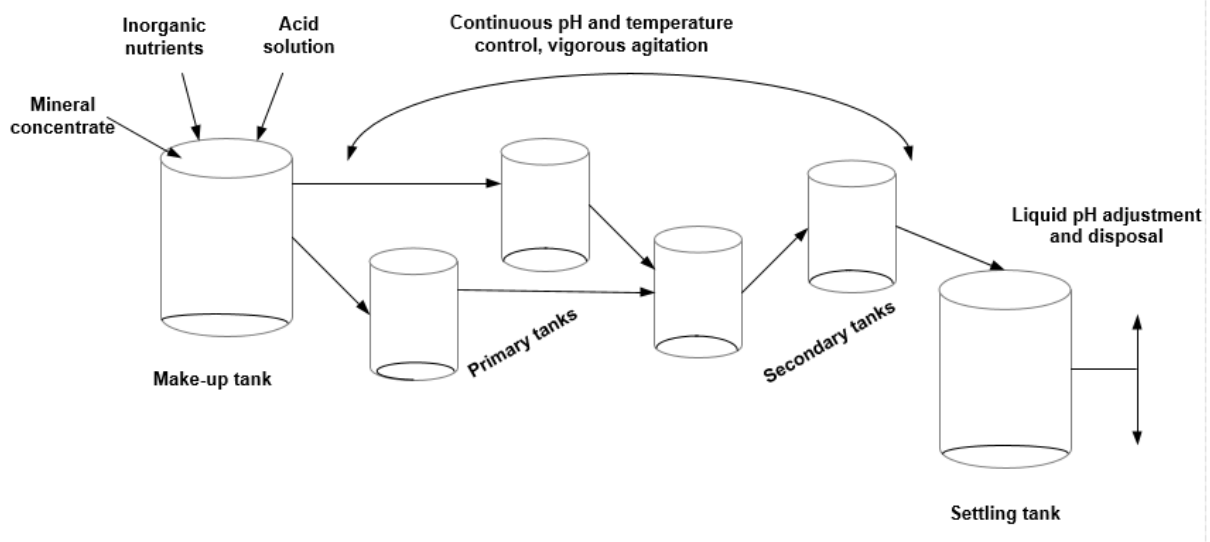 Inorganic
nutrients
Acid
solution
Continuous pH and temperature
control, vigorous agitation
Mineral
concentrate
Liquid pH adjustment
and disposal
Primary tanks
Secondary tanks
Make-up tank
Settling tank